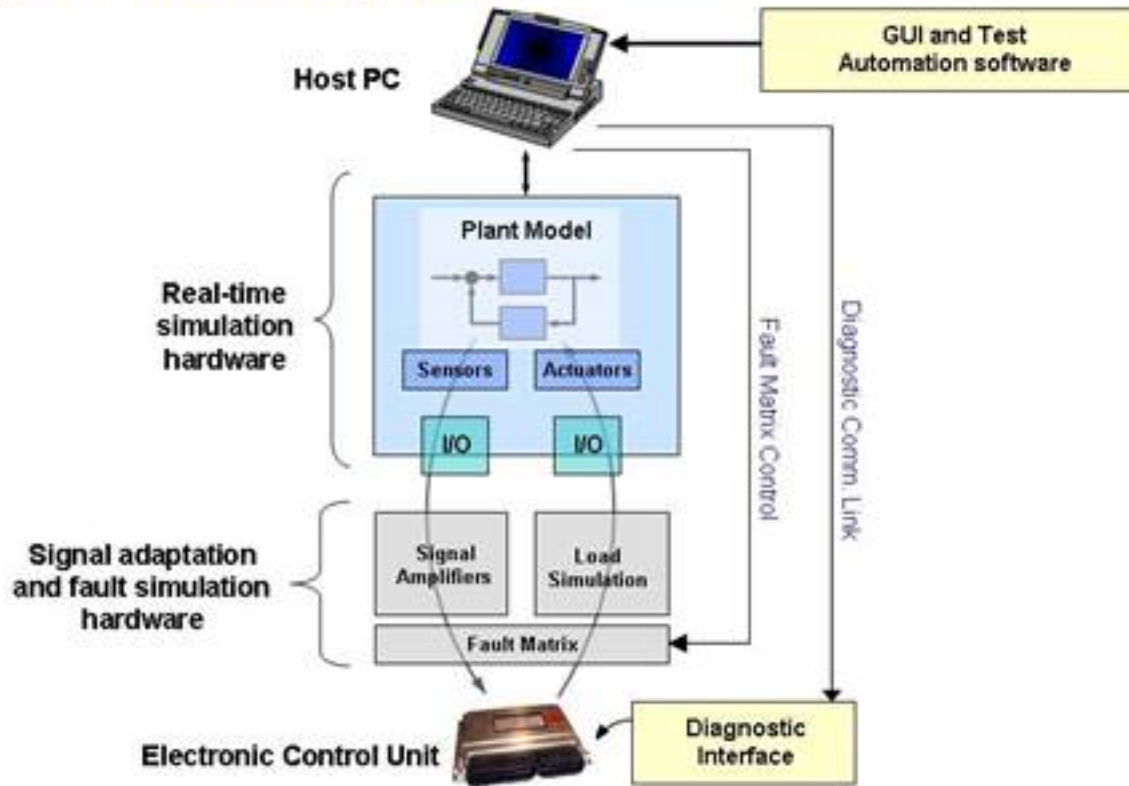 GUI and Test
Automation software
Host PC
Plant Model
Real-time
simulation
hardware
Sensors
Actuators
I/O
I/O
Fault Matrix Control
Diagnostic Comm. Link
Signal adaptation
and fault simulation
hardware
Signal
Amplifiers
Load
Simulation
Fault Matrix
Electronic Control Unit
Diagnostic
Interface